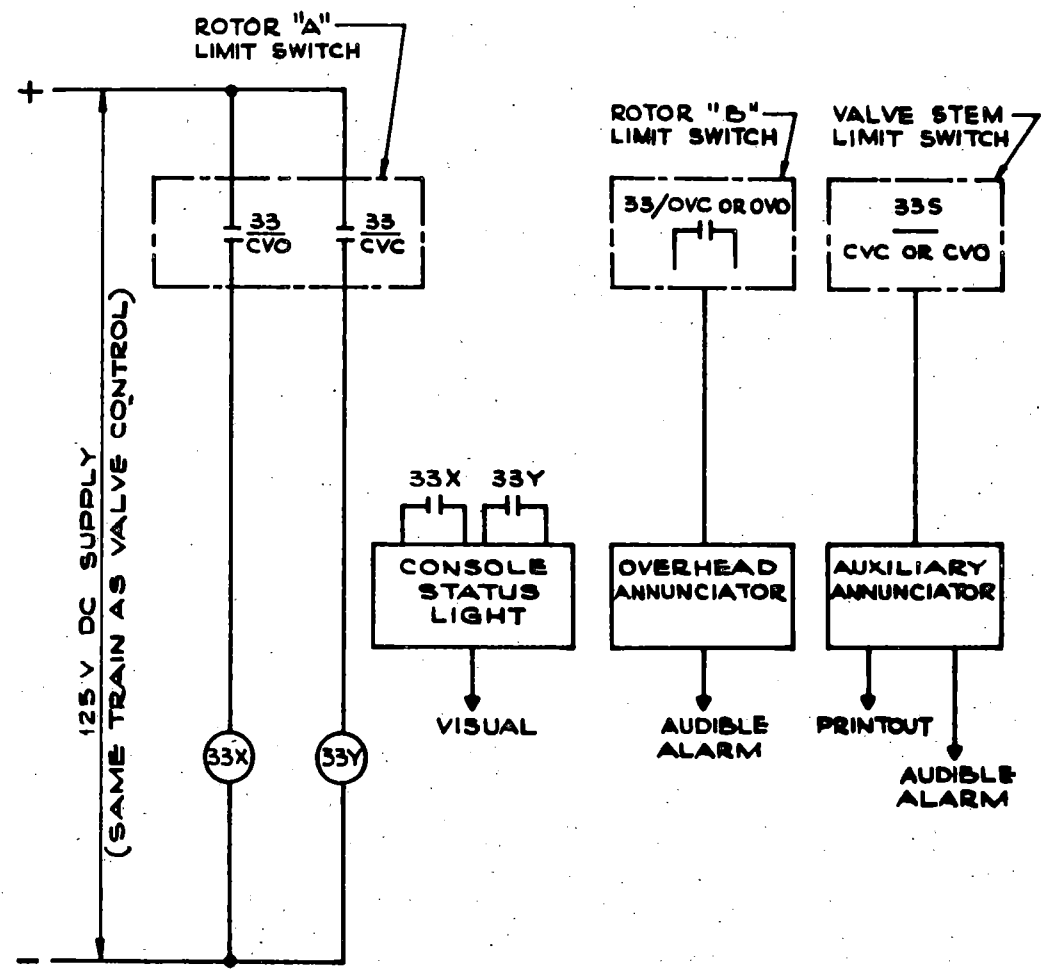 ROTOR "A"
LIMIT SWITCH
+
33
CVO
33
CVC
ROTOR "B"
LIMIT SWITCH
33/OVC OR OVO
VALVE STEM
LIMIT SWITCH
33S
CVC OR CVO
125 V DC SUPPLY
(SAME TRAIN AS VALVE CONTROL)
33X
33Y
33X 33Y
CONSOLE
STATUS
LIGHT
VISUAL
OVERHEAD
ANNUNCIATOR
AUDIBLE
ALARM
AUXILIARY
ANNUNCIATOR
PRINTOUT
AUDIBLE
ALARM
-